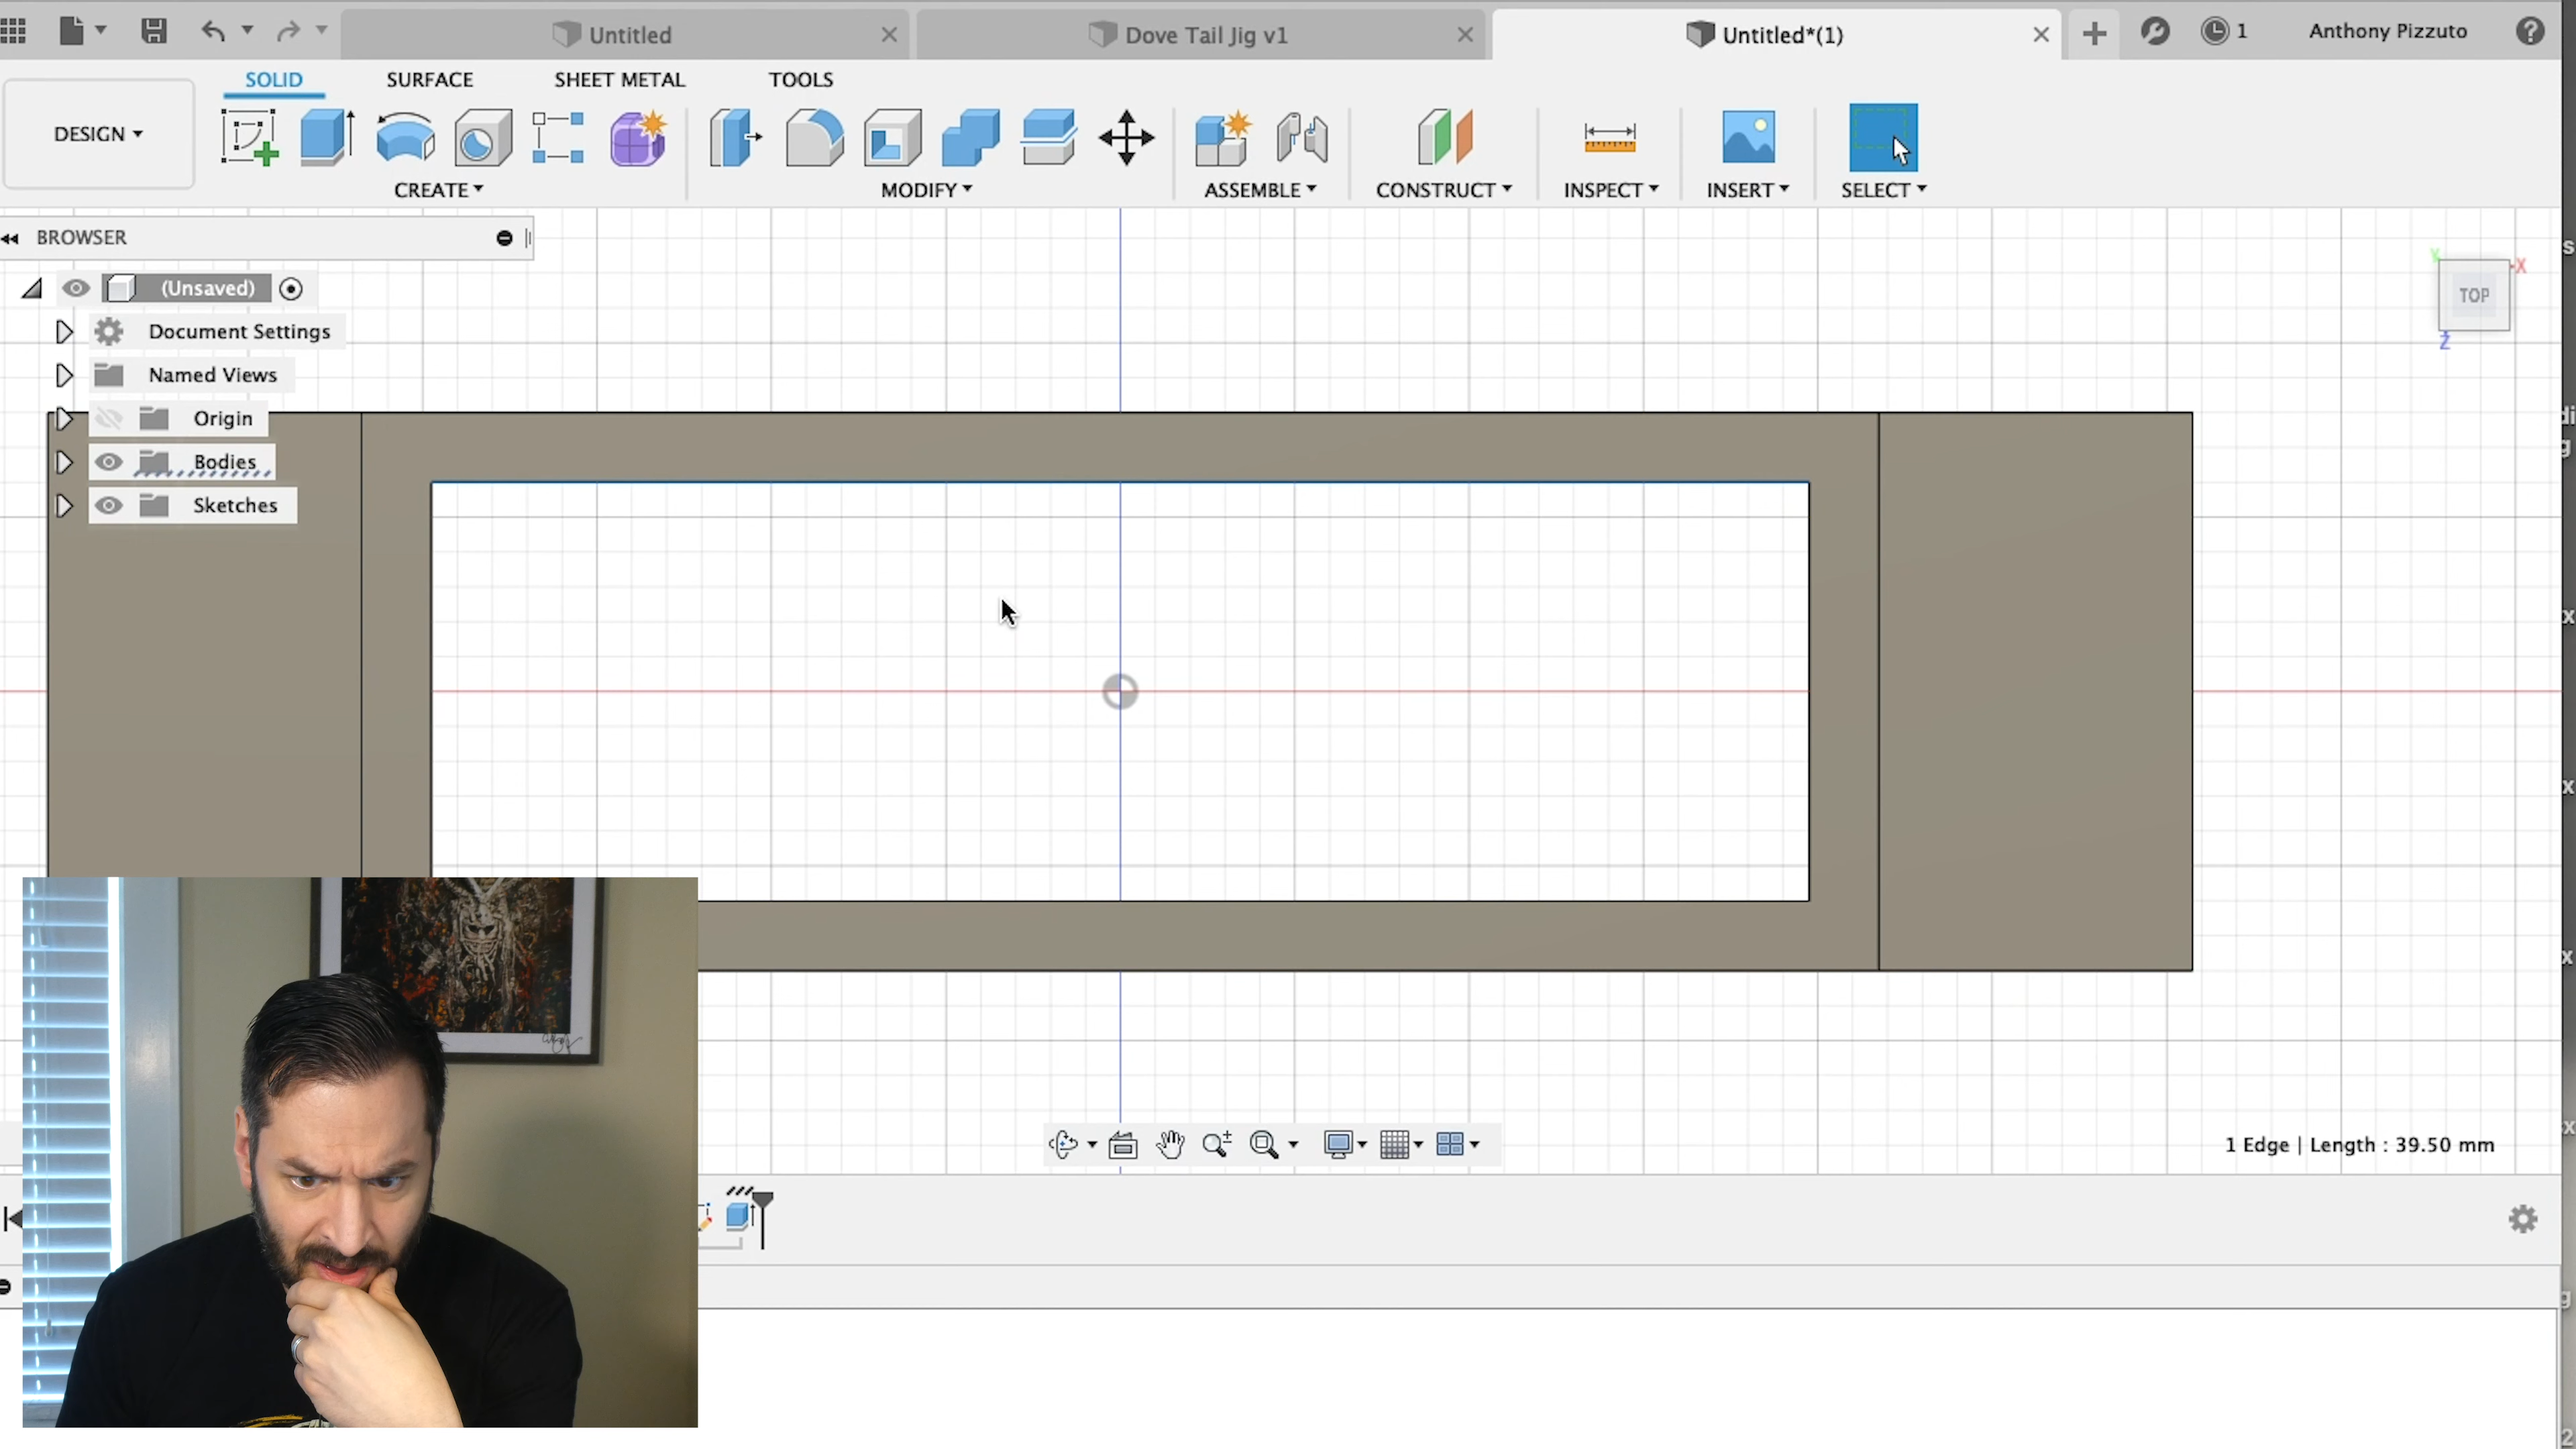 Untitled
Dove Tail Jig v1
Untitled*(1)
1
Anthony Pizzuto
SOLID
SURFACE
SHEET METAL
TOOLS
DESIGN
CREATE
MODIFY
ASSEMBLE
CONSTRUCT
INSPECT
INSERT
SELECT
BROWSER
(Unsaved)
Document Settings
Named Views
Origin
Bodies
Sketches
Y
X
TOP
Z
1 Edge | Length : 39.50 mm